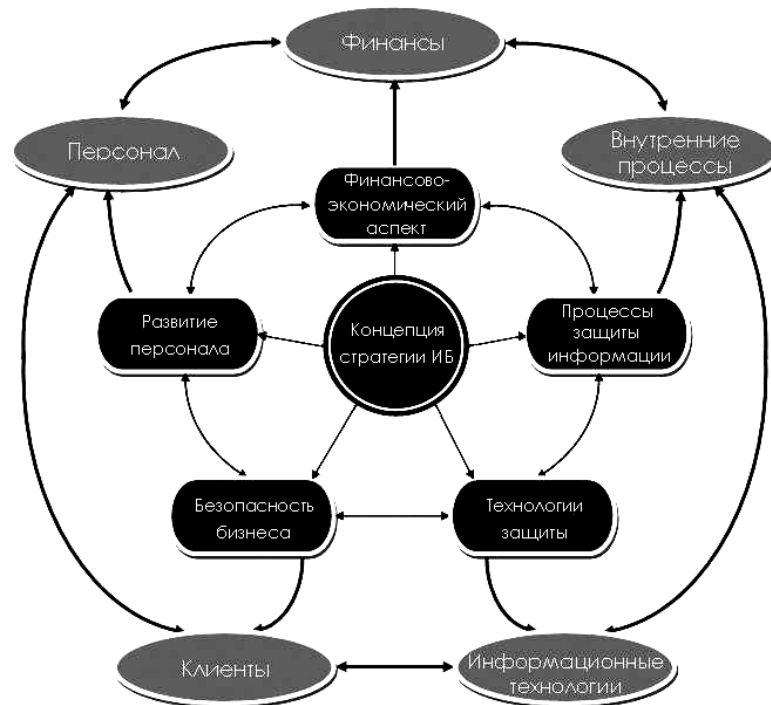 Финансы
Персонал
Внутренние
процессы
Финансово-
экономический
аспект
Развитие
персонала
Концепция
стратегии ИБ
Процессы
защиты
информации
Безопасность
бизнеса
Технологии
защиты
Клиенты
Информационные
технологии